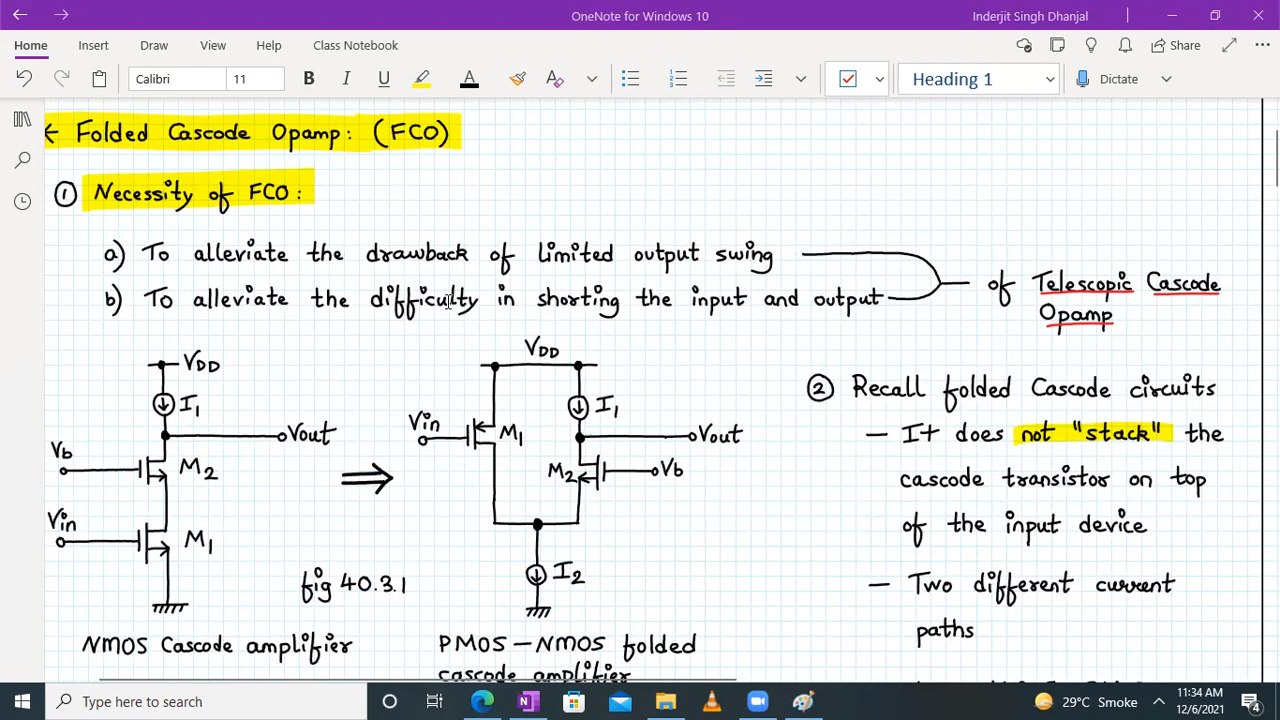 OneNote for Windows 10
Inderjit Singh Dhanjal
Home Insert Draw View Help Class Notebook
Share
Calibri 11 B I U A Heading 1 Dictate
← Folded Cascode Opamp: (FCO)
① Necessity of FCO:
a) To alleviate the drawback of limited output swing
b) To alleviate the difficulty in shorting the input and output
of Telescopic Cascode
Opamp
VDD
I1
Vout
Vb
M2
Vin
M1
fig 40.3.1
NMOS Cascode amplifier
VDD
Vin
M1
I1
Vout
M2
Vb
I2
PMOS – NMOS folded
cascode amplifier
② Recall folded Cascode circuits
– It does not "stack" the
cascode transistor on top
of the input device
– Two different current
paths
Type here to search
29°C Smoke
11:34 AM
12/6/2021
4